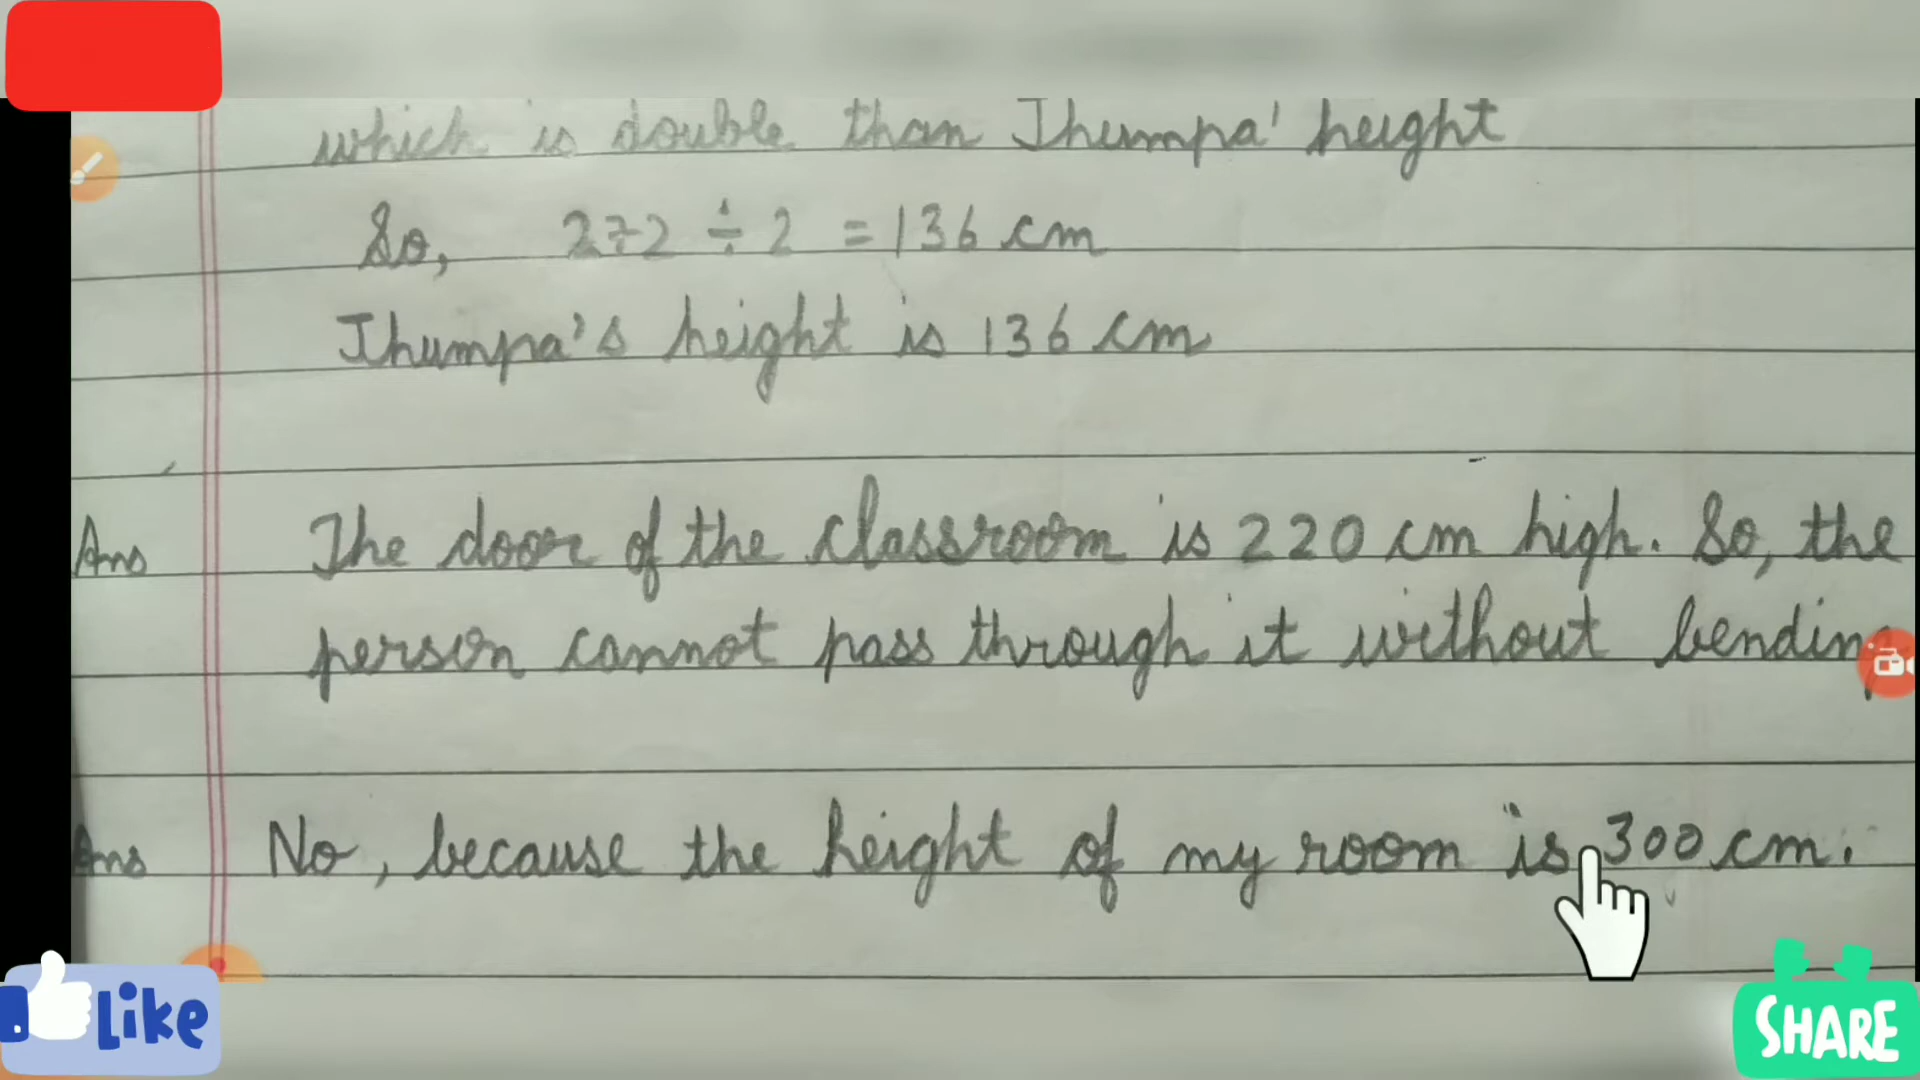 which is double than Jhumpa' height
So, 272 ÷ 2 = 136 cm
Jhumpa's height is 136 cm
Ans The door of the classroom is 220 cm high. So, the
person cannot pass through it without bending
Ans No, because the height of my room is 300 cm.
Like
SHARE